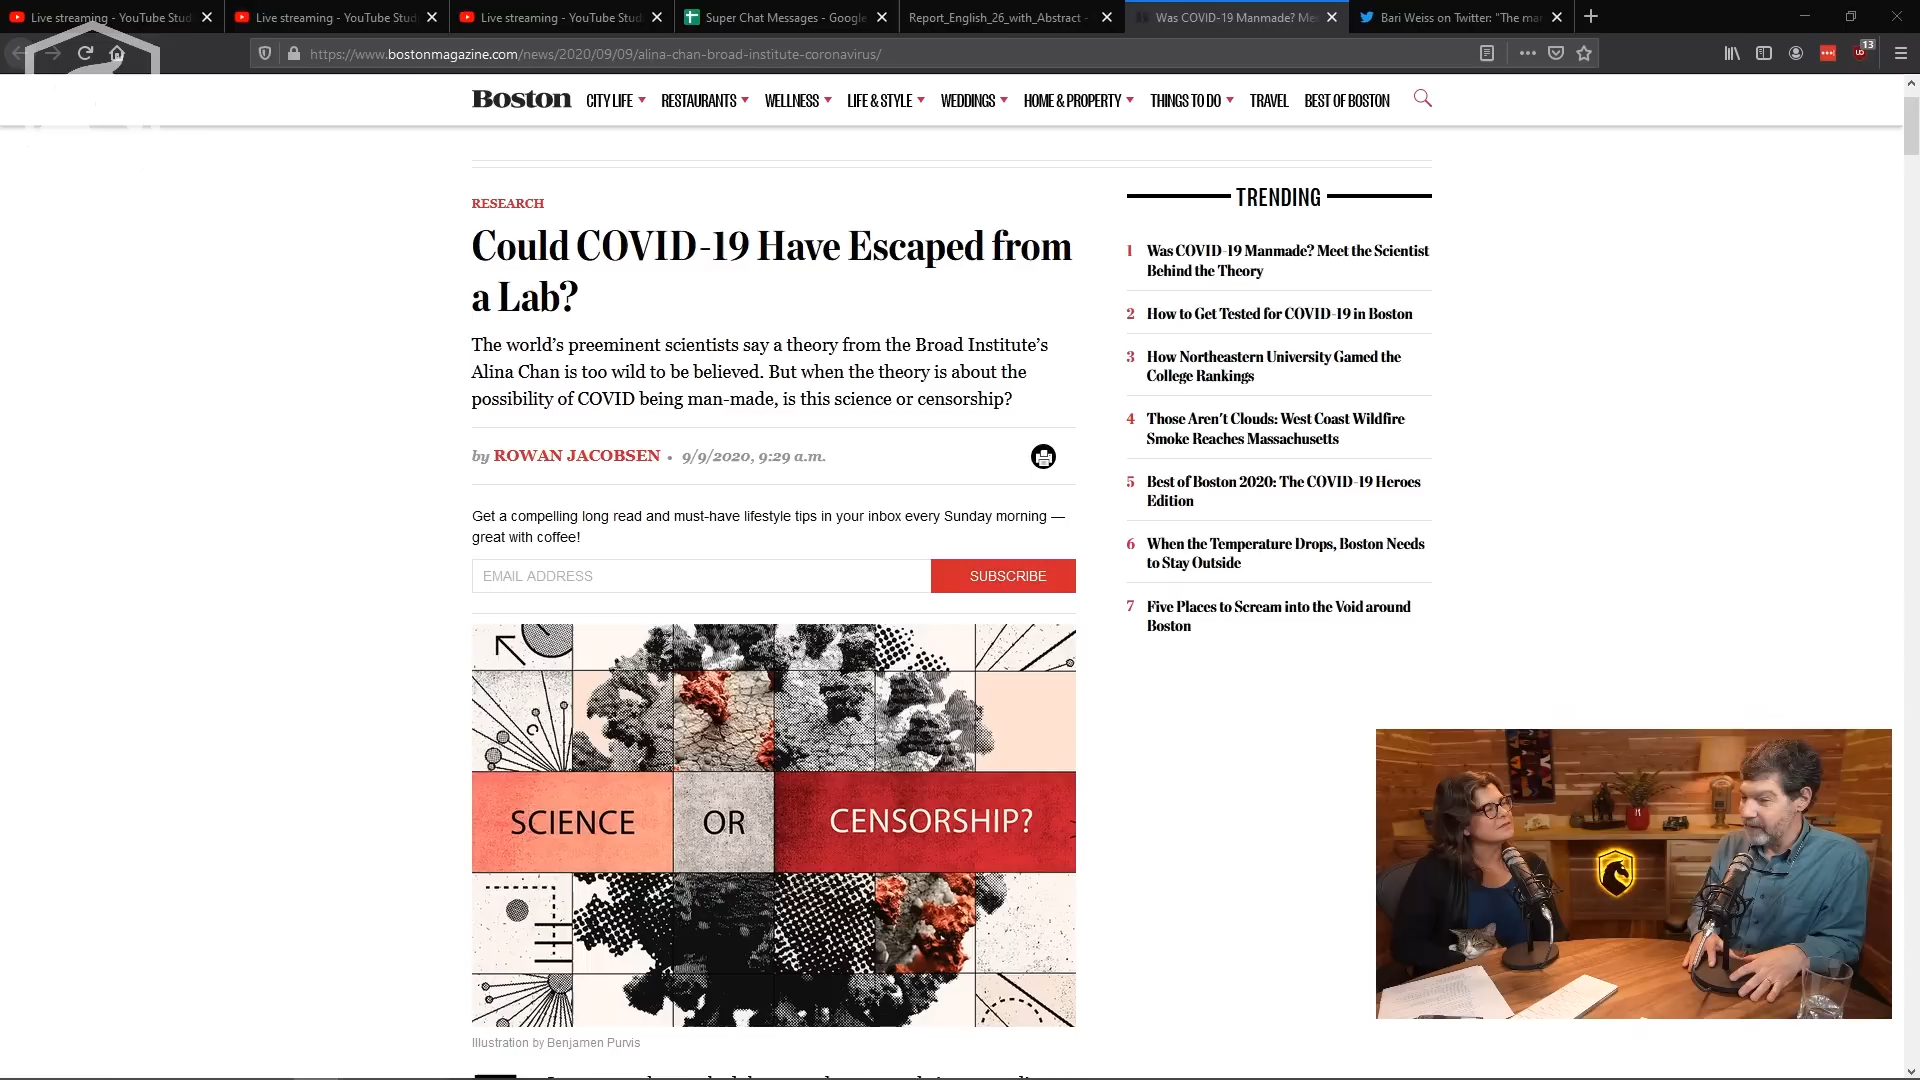 Live streaming - YouTube Stud
Live streaming - YouTube Stud
Live streaming - YouTube Stud
Super Chat Messages - Google
Report_English_26_with_Abstract -
Was COVID-19 Manmade? Me
Bari Weiss on Twitter: "The ma
https://www.bostonmagazine.com/news/2020/09/09/alina-chan-broad-institute-coronavirus/
13
Boston CITY LIFE RESTAURANTS WELLNESS LIFE & STYLE WEDDINGS HOME & PROPERTY THINGS TO DO TRAVEL BEST OF BOSTON
RESEARCH
Could COVID-19 Have Escaped from
a Lab?
The world's preeminent scientists say a theory from the Broad Institute's
Alina Chan is too wild to be believed. But when the theory is about the
possibility of COVID being man-made, is this science or censorship?
by ROWAN JACOBSEN • 9/9/2020, 9:29 a.m.
Get a compelling long read and must-have lifestyle tips in your inbox every Sunday morning —
great with coffee!
EMAIL ADDRESS
SUBSCRIBE
SCIENCE OR CENSORSHIP?
Illustration by Benjamen Purvis
TRENDING
1 Was COVID-19 Manmade? Meet the Scientist
Behind the Theory
2 How to Get Tested for COVID-19 in Boston
3 How Northeastern University Gamed the
College Rankings
4 Those Aren't Clouds: West Coast Wildfire
Smoke Reaches Massachusetts
5 Best of Boston 2020: The COVID-19 Heroes
Edition
6 When the Temperature Drops, Boston Needs
to Stay Outside
7 Five Places to Scream into the Void around
Boston